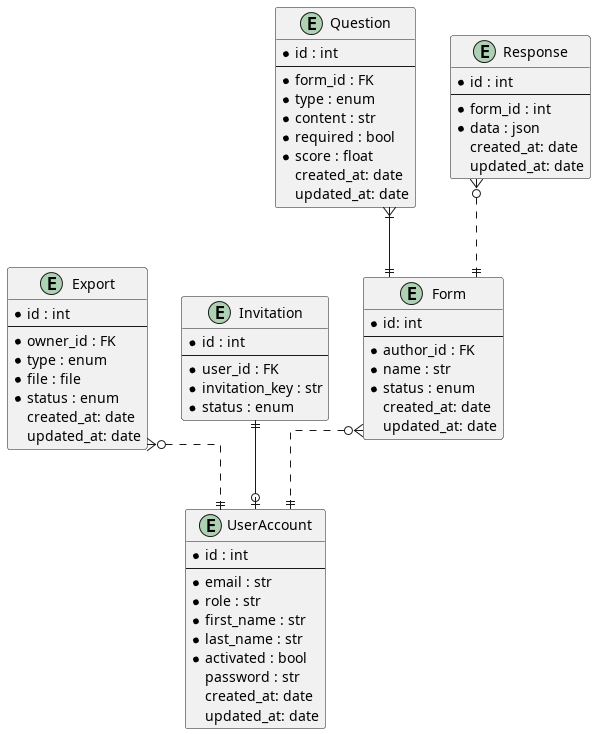 E Question
id : int
form_id : FK
type : enum
content : str
required : bool
score : float
created_at: date
updated_at: date
E Response
id : int
form_id : int
data : json
created_at: date
updated_at: date
E Export
id : int
owner_id : FK
type : enum
file : file
status : enum
created_at: date
updated_at: date
E Invitation
id : int
user_id : FK
invitation_key : str
status : enum
E Form
id: int
author_id : FK
name : str
status : enum
created_at: date
updated_at: date
E UserAccount
id : int
email : str
role : str
first_name : str
last_name : str
activated : bool
password : str
created_at: date
updated_at: date